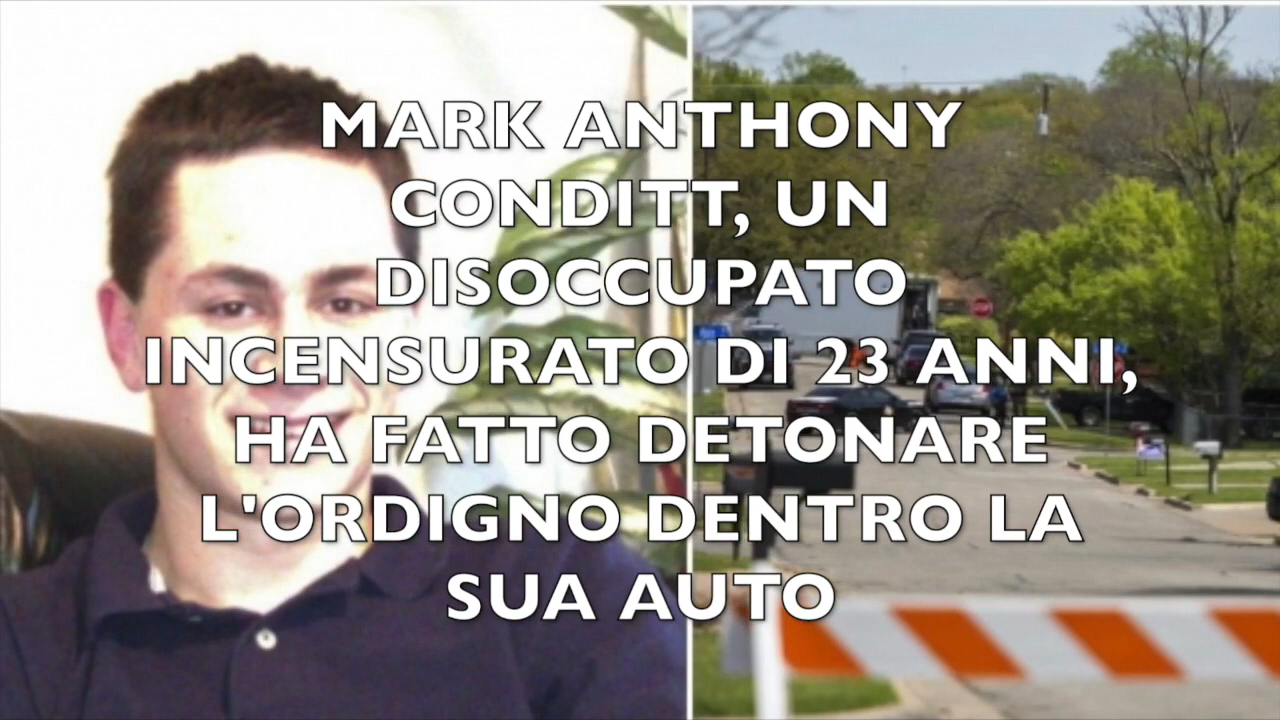 MARK ANTHONY
CONDITT, UN
DISOCCUPATO
INCENSURATO DI 23 ANNI,
HA FATTO DETONARE
L'ORDIGNO DENTRO LA
SUA AUTO